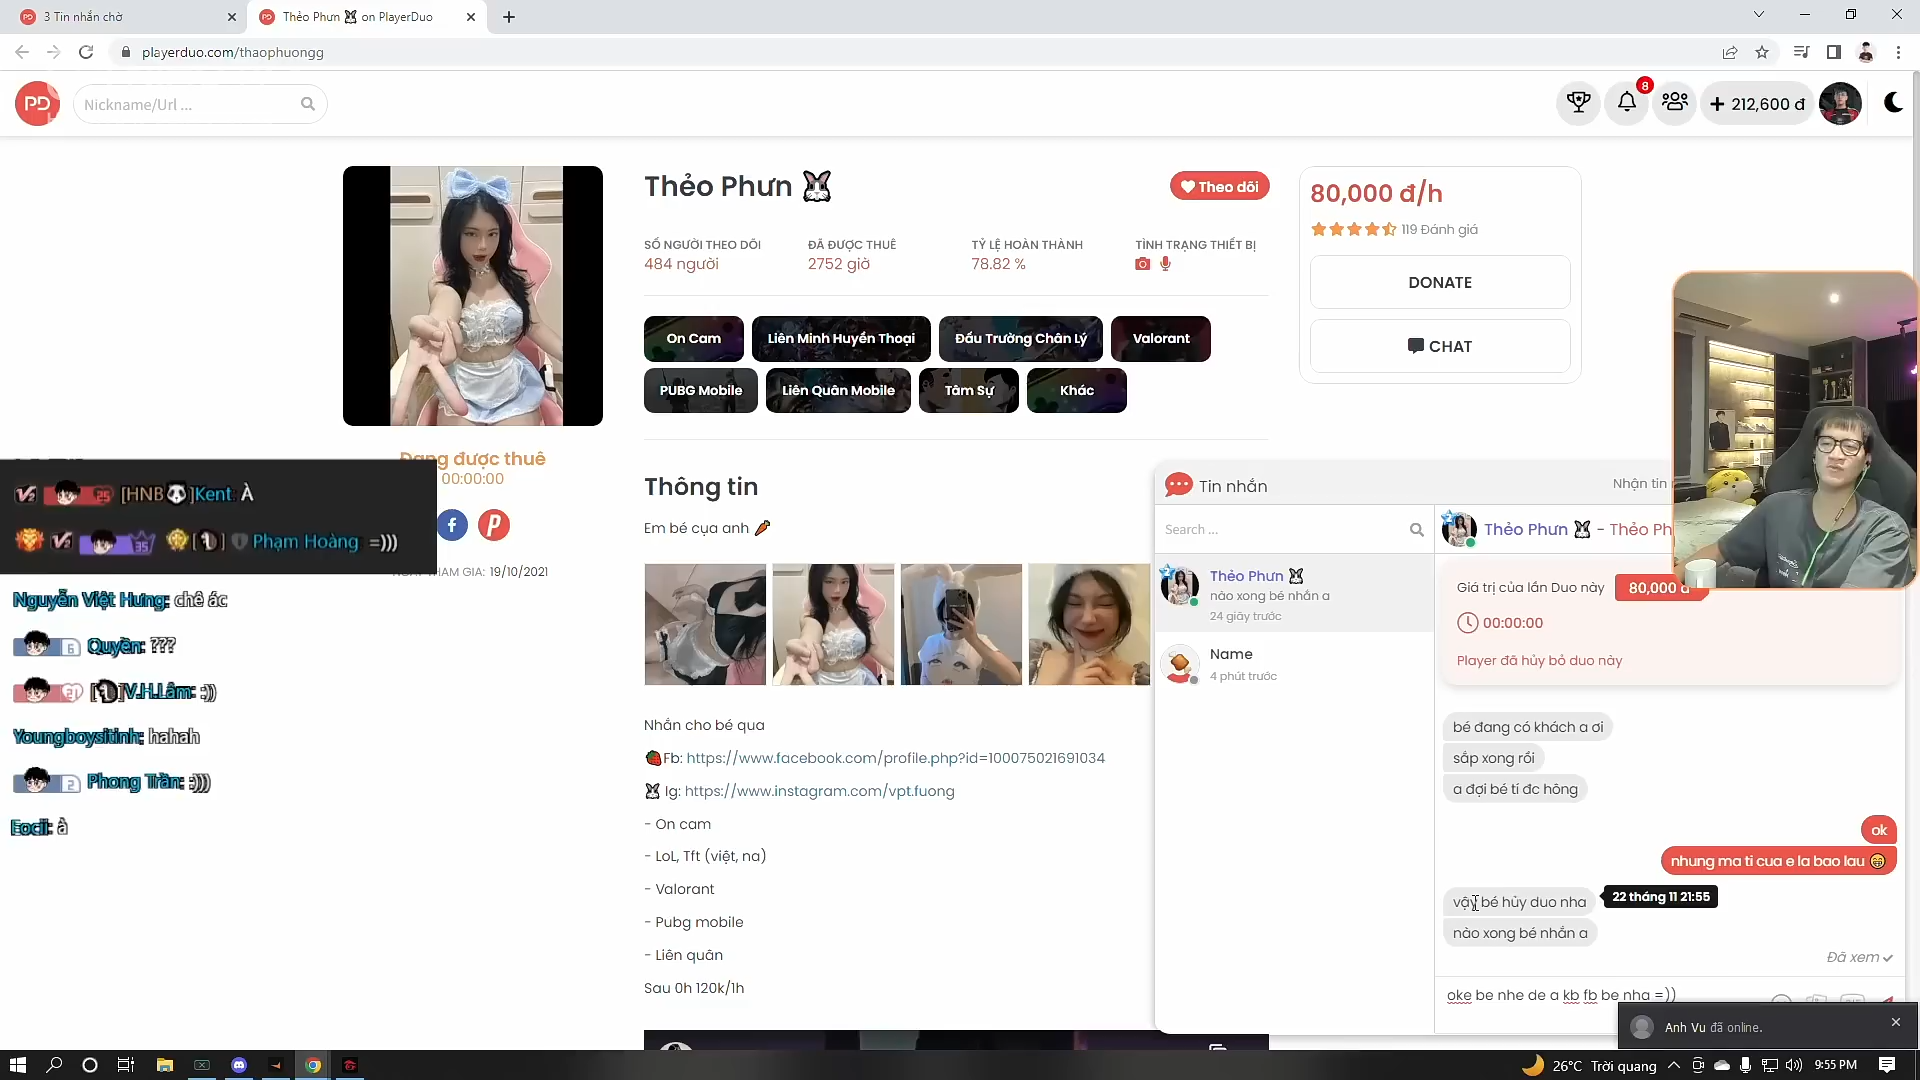 3 Tin nhắn chờ
Thẻo Phưn 🐰 on PlayerDuo
playerduo.com/thaophuongg
PD
Nickname/Url ...
8
+ 212,600 đ
Thẻo Phưn 🐰
Theo dõi
SỐ NGƯỜI THEO DÕI
484 người
ĐÃ ĐƯỢC THUÊ
2752 giờ
TỶ LỆ HOÀN THÀNH
78.82 %
TÌNH TRẠNG THIẾT BỊ
On Cam
Liên Minh Huyền Thoại
Đấu Trường Chân Lý
Valorant
PUBG Mobile
Liên Quân Mobile
Tâm Sự
Khác
80,000 đ/h
119 Đánh giá
DONATE
CHAT
Đang được thuê
00:00:00
THAM GIA: 19/10/2021
[HNB🐼]Kent: À
Phạm Hoàng: =)))
Nguyễn Việt Hưng: chê ác
Quyền: ???
V.H.Lâm: :))
Youngboysitinh: hahah
Phong Trần: :)))
Eocii: à
Thông tin
Em bé cụa anh 🥕
Nhắn cho bé qua
🍓Fb: https://www.facebook.com/profile.php?id=100075021691034
🐰 Ig: https://www.instagram.com/vpt.fuong
- On cam
- LoL, Tft (việt, na)
- Valorant
- Pubg mobile
- Liên quân
Sau 0h 120k/1h
Tin nhắn
Nhận tin
Search ...
Thẻo Phưn 🐰
nào xong bé nhắn a
24 giây trước
Name
4 phút trước
Thẻo Phưn 🐰 - Thẻo Ph
Giá trị của lần Duo này
80,000 đ
00:00:00
Player đã hủy bỏ duo này
bé đang có khách a ơi
sắp xong rồi
a đợi bé tí đc hông
ok
nhung ma ti cua e la bao lau 😁
vậy bé hủy duo nha
22 tháng 11 21:55
nào xong bé nhắn a
Đã xem
oke be nhe de a kb fb be nha =))
Anh Vu đã online.
26°C Trời quang
9:55 PM